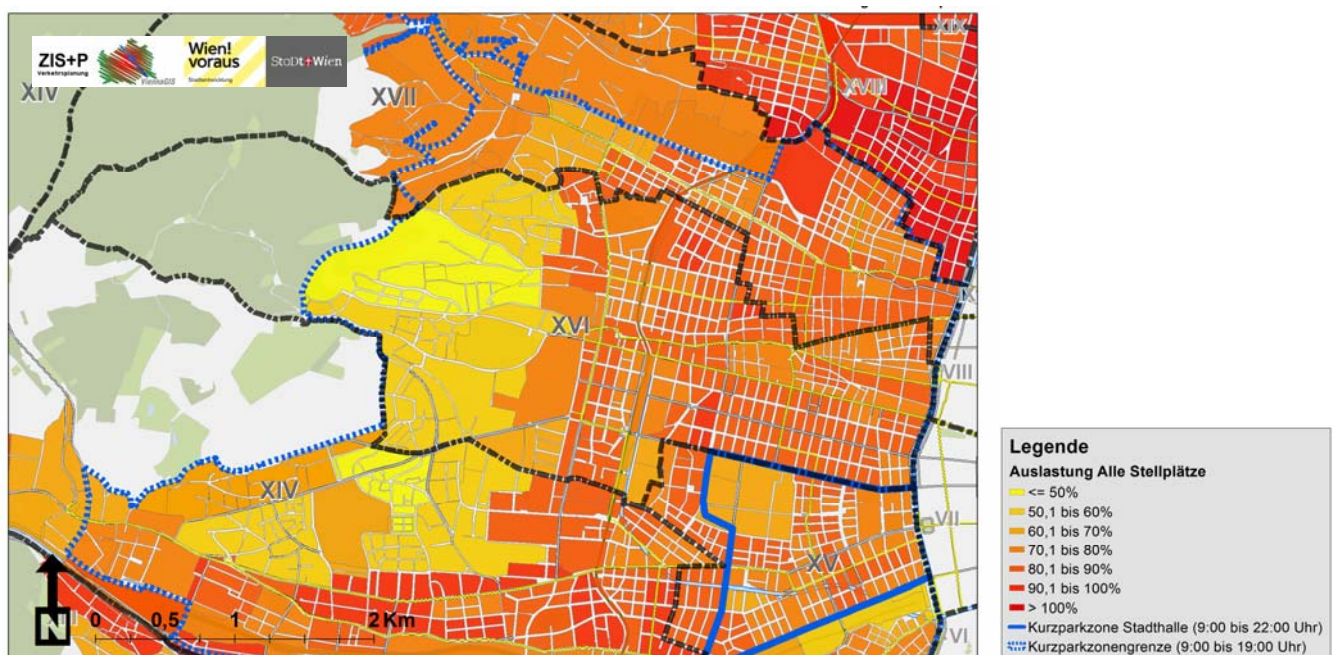 ZIS+P
Verkehrsplanung
ViennaGIS
Wien!
voraus
Stadtentwicklung
StaDt Wien
XIV
XVII
XVIII
XIX
XVI
IX
VIII
XIV
VII
XV
VI
N
0 0,5 1 2 Km
Legende
Auslastung Alle Stellplätze
<= 50%
50,1 bis 60%
60,1 bis 70%
70,1 bis 80%
80,1 bis 90%
90,1 bis 100%
> 100%
Kurzparkzone Stadthalle (9:00 bis 22:00 Uhr)
Kurzparkzonengrenze (9:00 bis 19:00 Uhr)